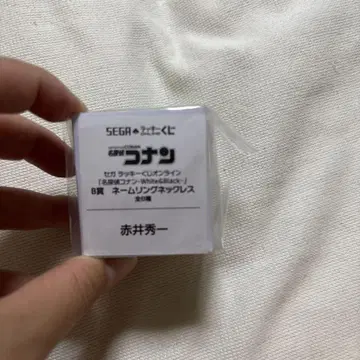 SEGA ラッキーくじ
名探偵コナン
セガ ラッキーくじオンライン
「名探偵コナン-White&Black-」
B賞 ネームリングネックレス
全9種
赤井秀一